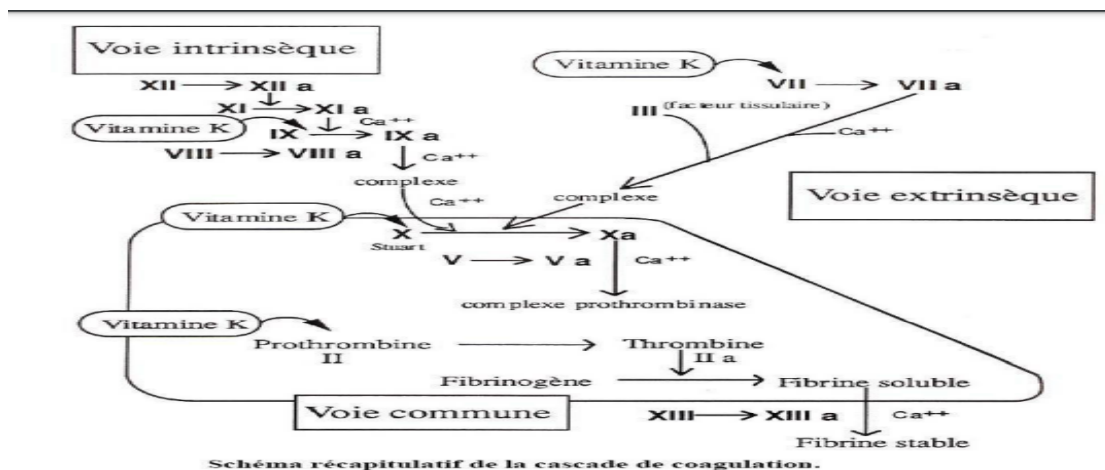 Voie intrinsèque
XII XII a
XI XI a
Vitamine K
IX IX a
Ca++
VIII VIII a
Ca++
complexe
Ca++
Vitamine K
VII VII a
III (facteur tissulaire)
Ca++
complexe
Voie extrinsèque
Vitamine K
X Xa
Stuart
V V a
Ca++
complexe prothrombinase
Vitamine K
Prothrombine Thrombine
II II a
Fibrinogène Fibrine soluble
Voie commune
XIII XIII a
Ca++
Fibrine stable
Schéma récapitulatif de la cascade de coagulation.